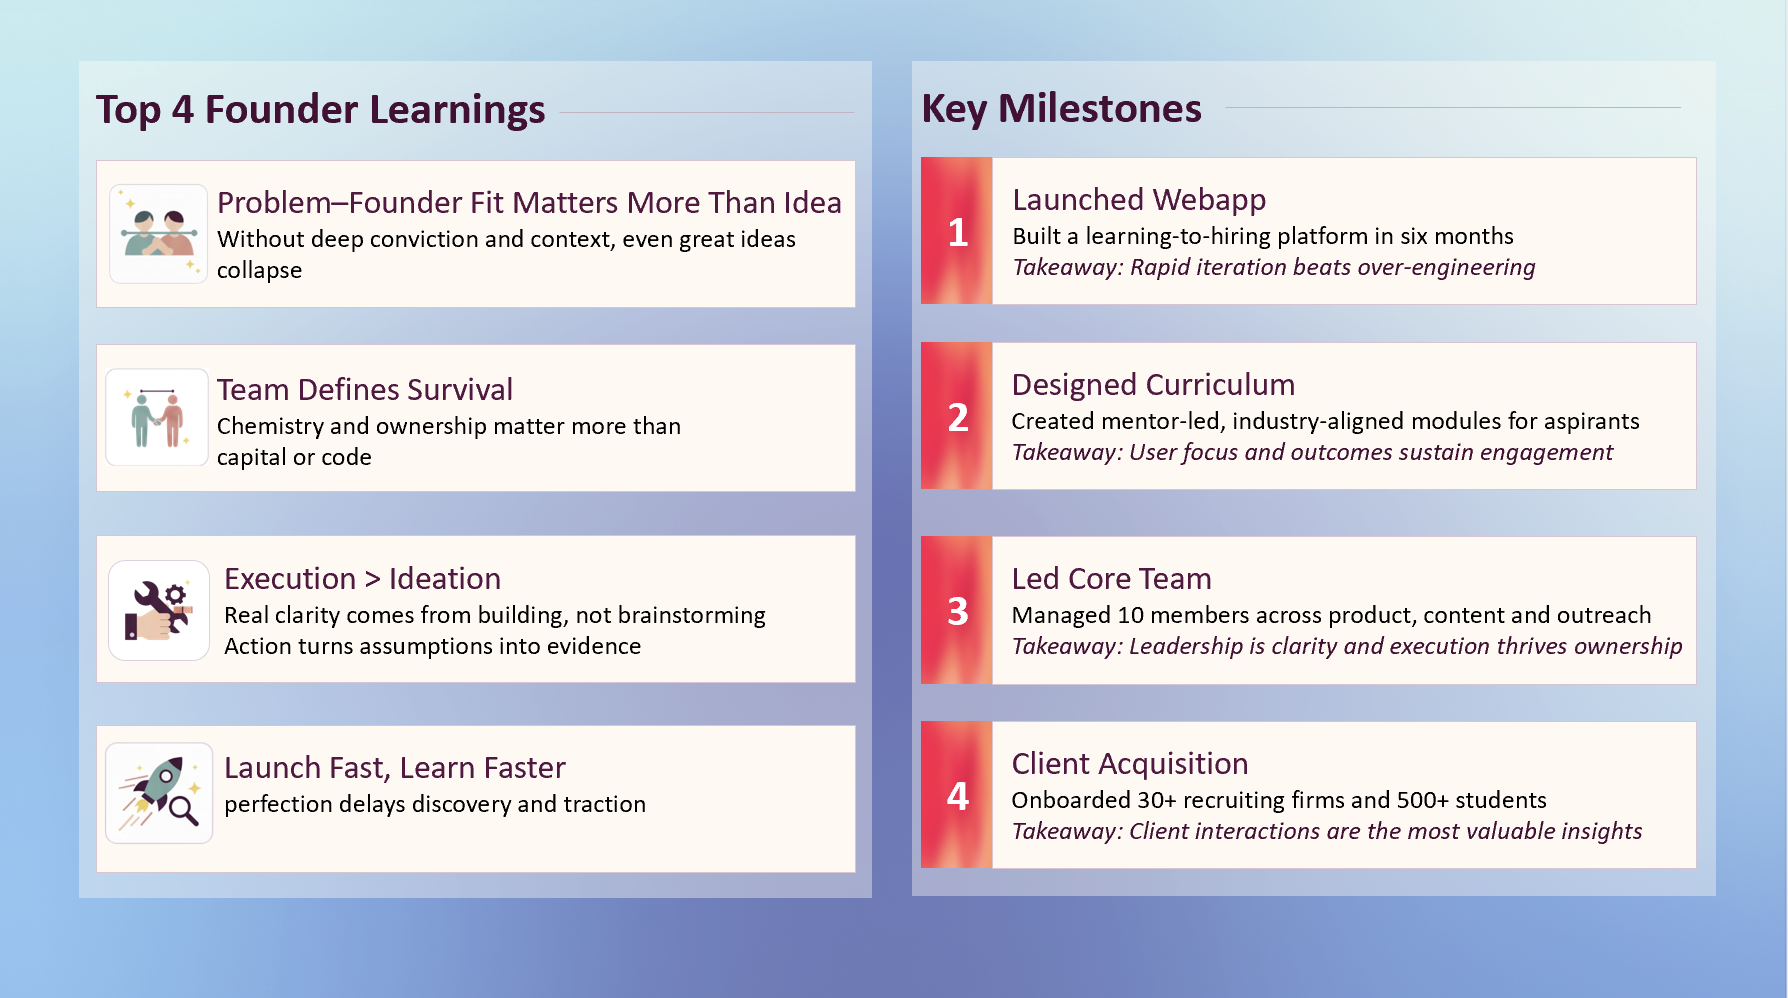 Top 4 Founder Learnings
Problem–Founder Fit Matters More Than Idea
Without deep conviction and context, even great ideas
collapse
Team Defines Survival
Chemistry and ownership matter more than
capital or code
Execution > Ideation
Real clarity comes from building, not brainstorming
Action turns assumptions into evidence
Launch Fast, Learn Faster
perfection delays discovery and traction
Key Milestones
1
Launched Webapp
Built a learning-to-hiring platform in six months
Takeaway: Rapid iteration beats over-engineering
2
Designed Curriculum
Created mentor-led, industry-aligned modules for aspirants
Takeaway: User focus and outcomes sustain engagement
3
Led Core Team
Managed 10 members across product, content and outreach
Takeaway: Leadership is clarity and execution thrives ownership
4
Client Acquisition
Onboarded 30+ recruiting firms and 500+ students
Takeaway: Client interactions are the most valuable insights